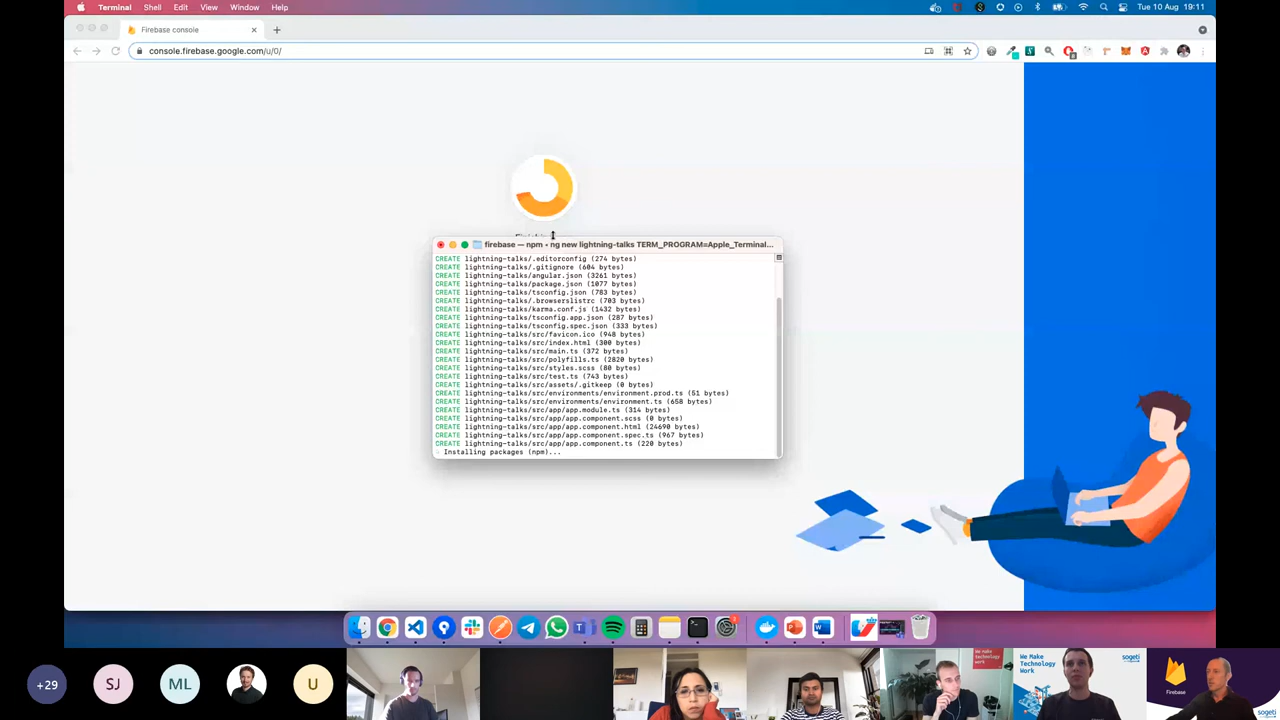 Terminal Shell Edit View Window Help Tue 10 Aug 19:11
Firebase console
console.firebase.google.com/u/0/
firebase — npm • ng new lightning-talks TERM_PROGRAM=Apple_Terminal...
CREATE lightning-talks/.editorconfig (274 bytes)
CREATE lightning-talks/.gitignore (604 bytes)
CREATE lightning-talks/angular.json (3261 bytes)
CREATE lightning-talks/package.json (1077 bytes)
CREATE lightning-talks/tsconfig.json (783 bytes)
CREATE lightning-talks/.browserslistrc (703 bytes)
CREATE lightning-talks/karma.conf.js (1432 bytes)
CREATE lightning-talks/tsconfig.app.json (287 bytes)
CREATE lightning-talks/tsconfig.spec.json (333 bytes)
CREATE lightning-talks/src/favicon.ico (948 bytes)
CREATE lightning-talks/src/index.html (300 bytes)
CREATE lightning-talks/src/main.ts (372 bytes)
CREATE lightning-talks/src/polyfills.ts (2820 bytes)
CREATE lightning-talks/src/styles.scss (80 bytes)
CREATE lightning-talks/src/test.ts (743 bytes)
CREATE lightning-talks/src/assets/.gitkeep (0 bytes)
CREATE lightning-talks/src/environments/environment.prod.ts (51 bytes)
CREATE lightning-talks/src/environments/environment.ts (658 bytes)
CREATE lightning-talks/src/app/app.module.ts (314 bytes)
CREATE lightning-talks/src/app/app.component.scss (0 bytes)
CREATE lightning-talks/src/app/app.component.html (24690 bytes)
CREATE lightning-talks/src/app/app.component.spec.ts (967 bytes)
CREATE lightning-talks/src/app/app.component.ts (220 bytes)
Installing packages (npm)...
+29
SJ
ML
U
We Make
Technology
Work
sogeti
Firebase
sogeti